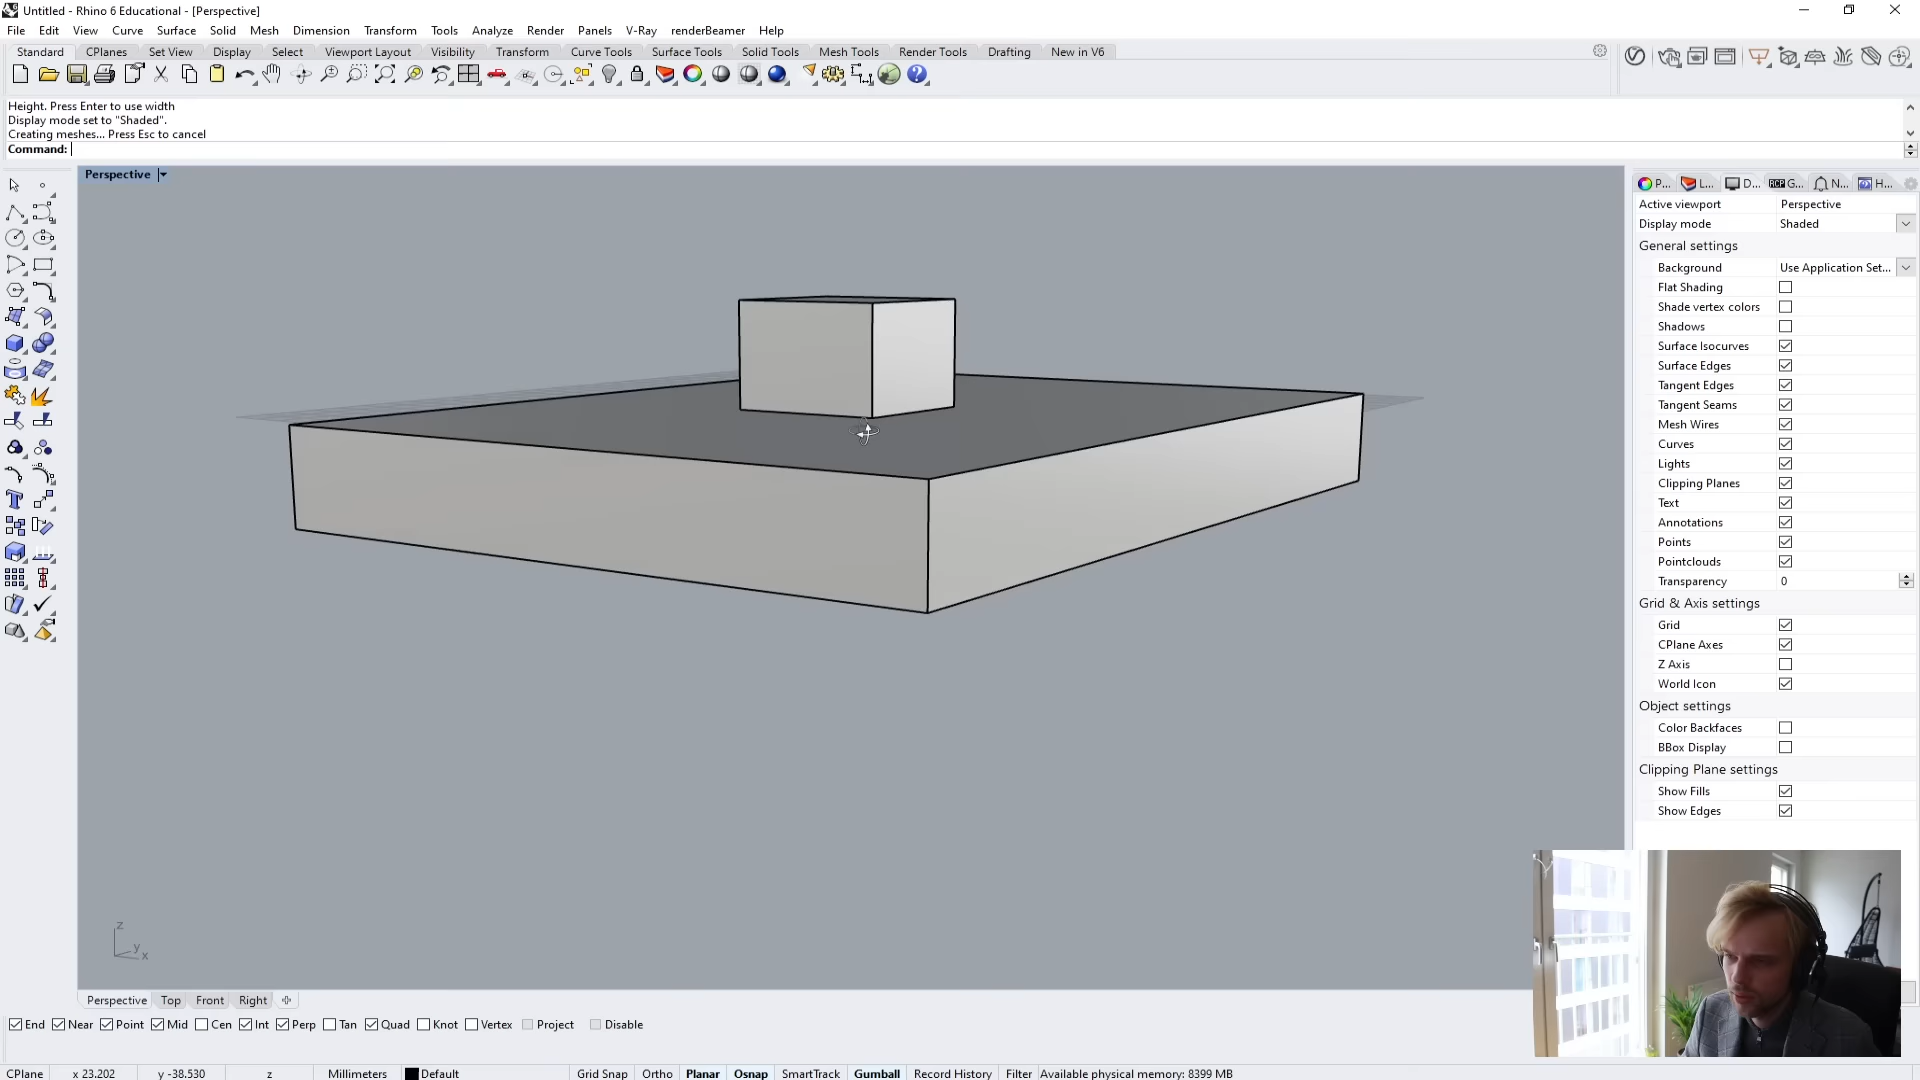 Untitled - Rhino 6 Educational - [Perspective]
File Edit View Curve Surface Solid Mesh Dimension Transform Tools Analyze Render Panels V-Ray renderBeamer Help
Standard CPlanes Set View Display Select Viewport Layout Visibility Transform Curve Tools Surface Tools Solid Tools Mesh Tools Render Tools Drafting New in V6
Height. Press Enter to use width
Display mode set to "Shaded".
Creating meshes... Press Esc to cancel
Command:
Perspective
P... L... D... G... N... H...
Active viewport Perspective
Display mode Shaded
General settings
Background Use Application Set...
Flat Shading
Shade vertex colors
Shadows
Surface Isocurves
Surface Edges
Tangent Edges
Tangent Seams
Mesh Wires
Curves
Lights
Clipping Planes
Text
Annotations
Points
Pointclouds
Transparency 0
Grid & Axis settings
Grid
CPlane Axes
Z Axis
World Icon
Object settings
Color Backfaces
BBox Display
Clipping Plane settings
Show Fills
Show Edges
z
y
x
Perspective Top Front Right
End Near Point Mid Cen Int Perp Tan Quad Knot Vertex Project Disable
CPlane x 23.202 y -38.530 z Millimeters Default Grid Snap Ortho Planar Osnap SmartTrack Gumball Record History Filter Available physical memory: 8399 MB